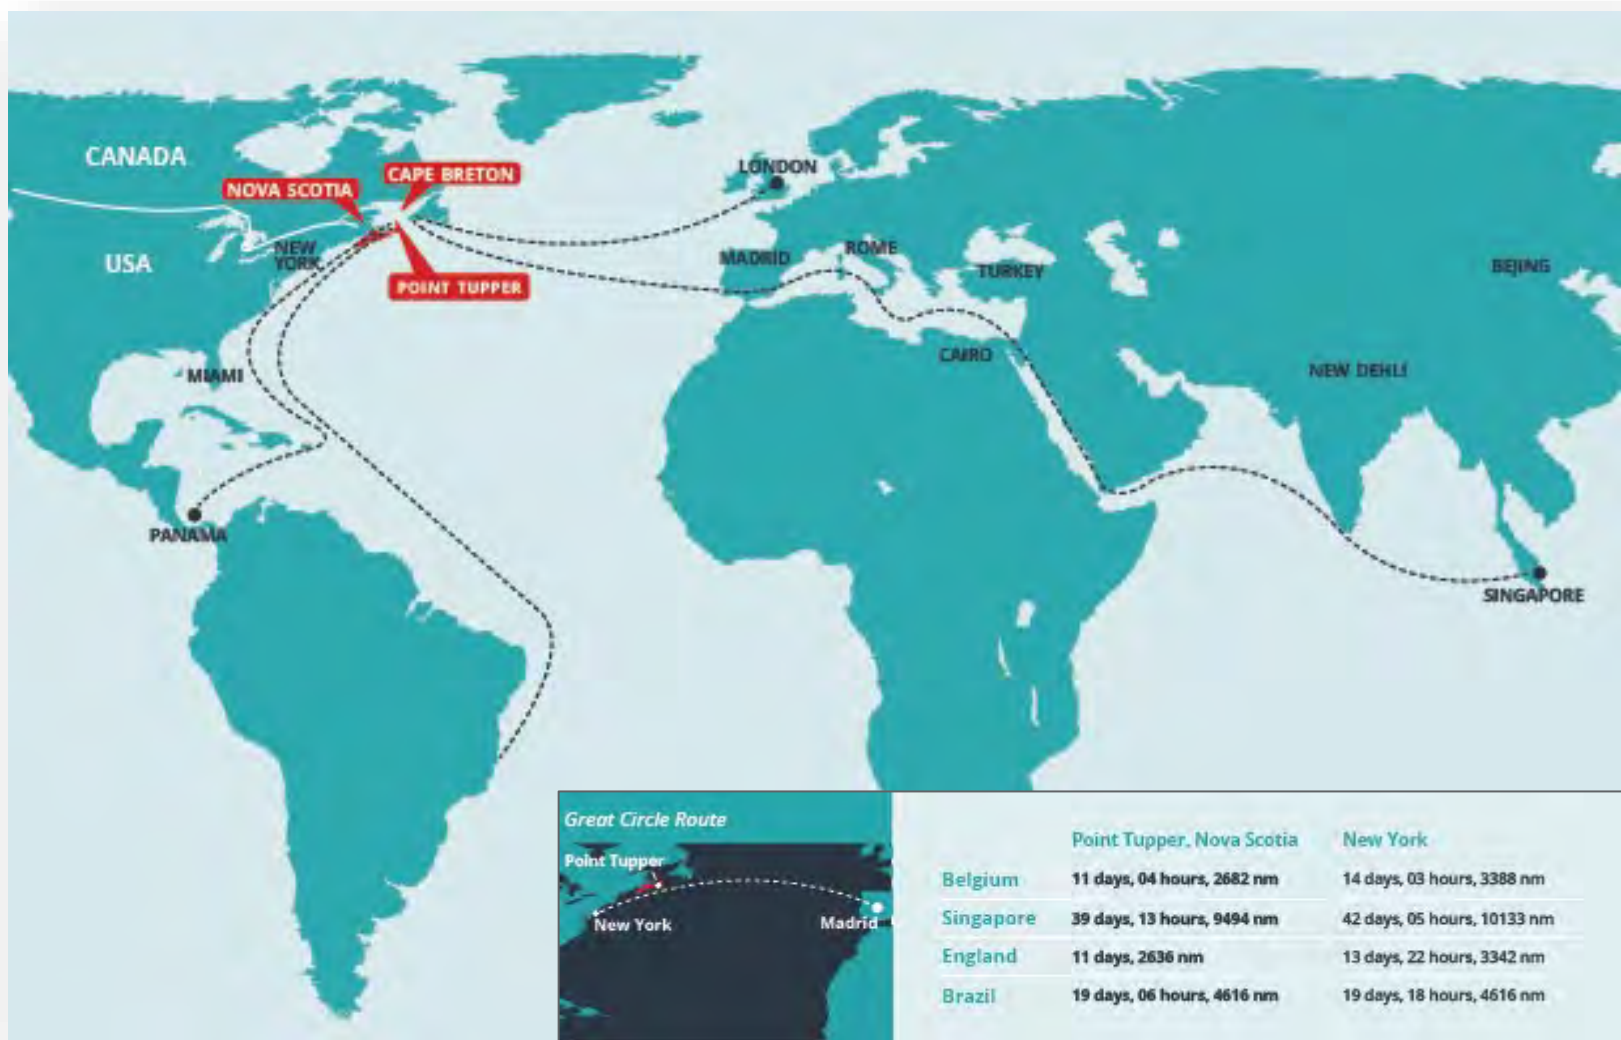 CANADA
CAPE BRETON
NOVA SCOTIA
LONDON
USA
NEW
YORK
MADRID
ROME
TURKEY
BEJING
POINT TUPPER
MIAMI
CAIRO
NEW DEHLI
PANAMA
SINGAPORE
Great Circle Route
Point Tupper
New York
Madrid
Point Tupper, Nova Scotia New York
Belgium 11 days, 04 hours, 2682 nm 14 days, 03 hours, 3388 nm
Singapore 39 days, 13 hours, 9494 nm 42 days, 05 hours, 10133 nm
England 11 days, 2636 nm 13 days, 22 hours, 3342 nm
Brazil 19 days, 06 hours, 4616 nm 19 days, 18 hours, 4616 nm